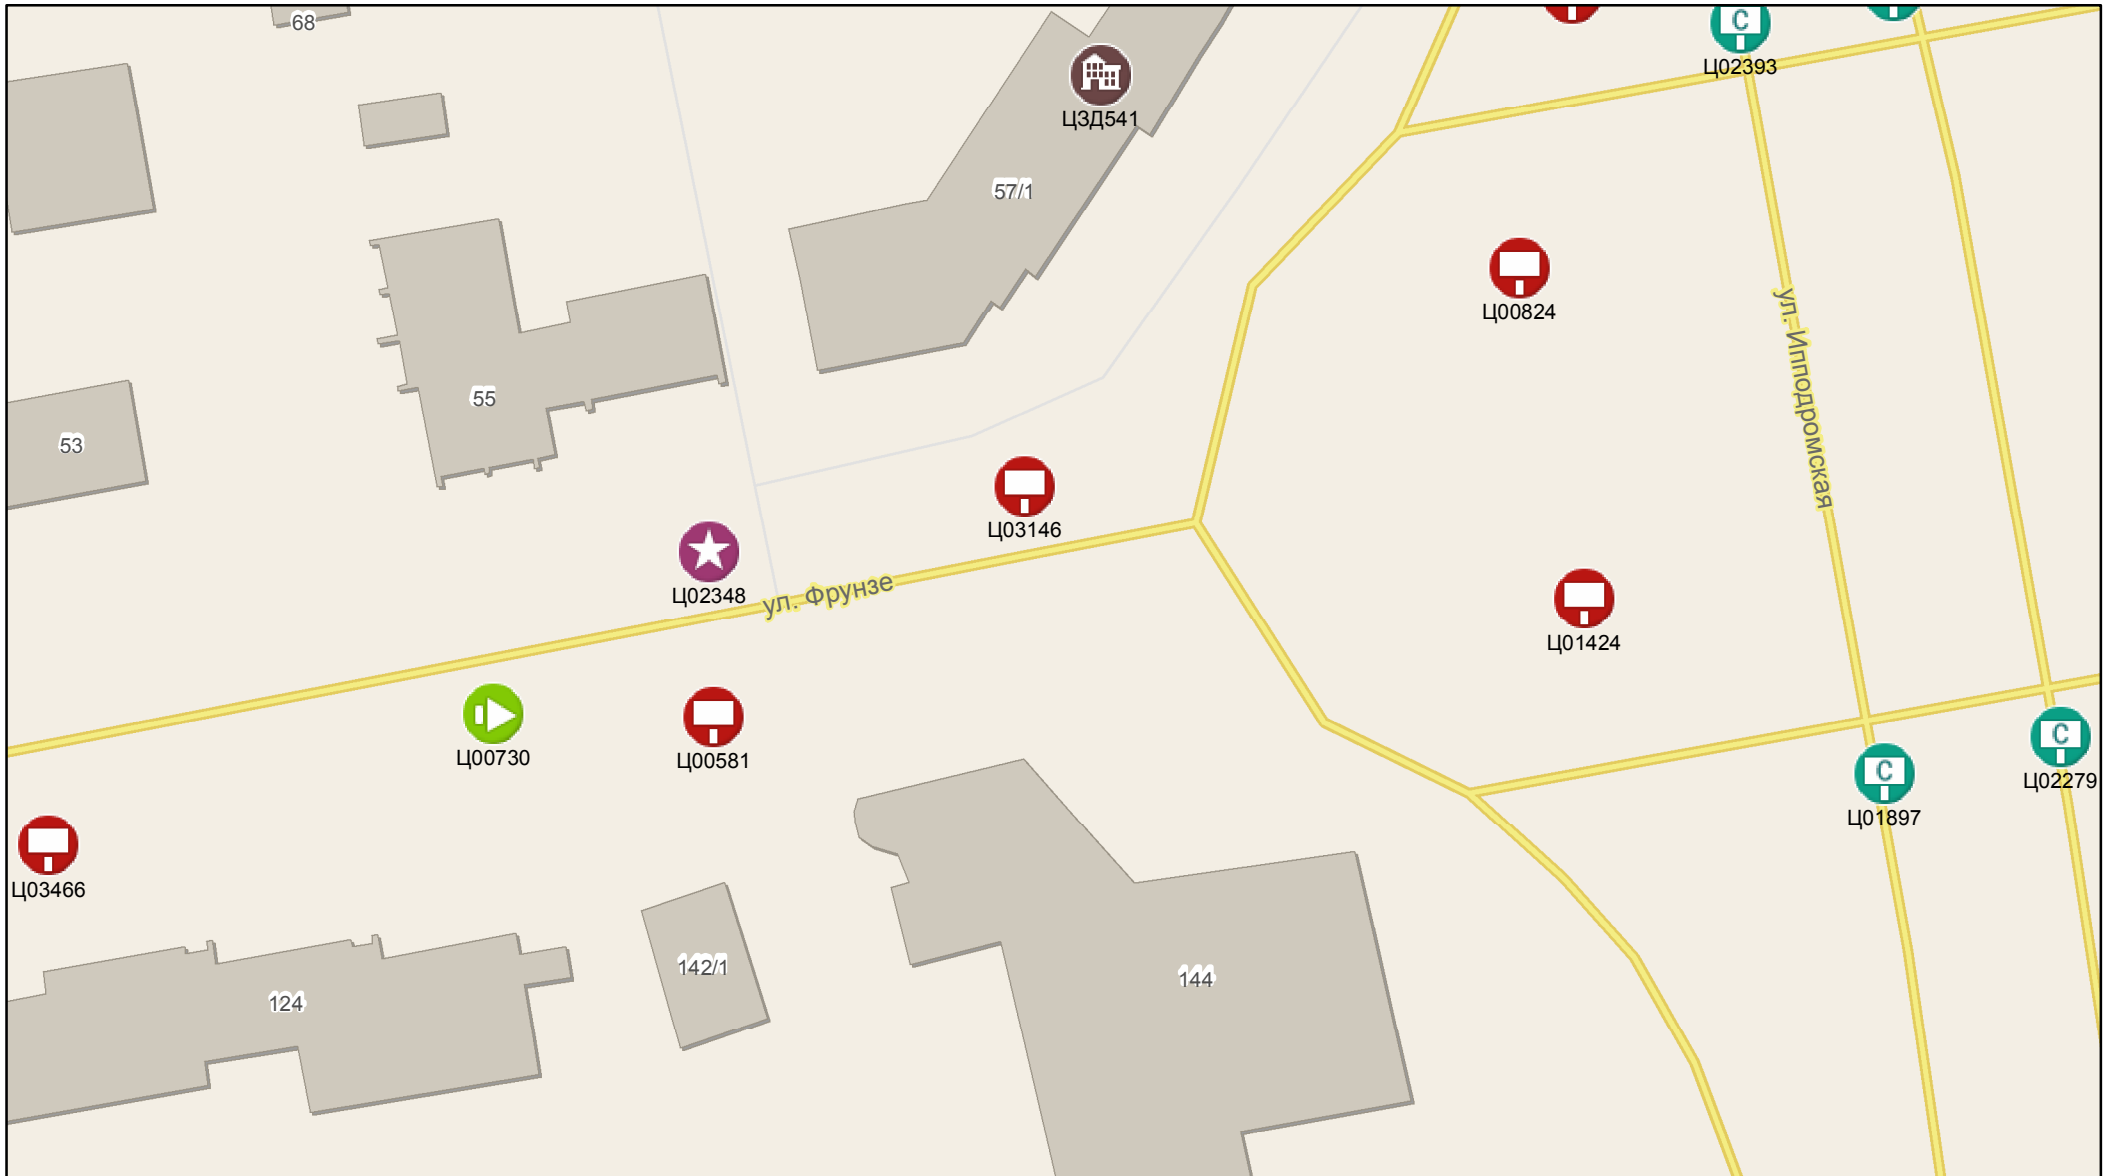 68
С
Ц02393
ЦЗД541
57/1
Ц00824
ул. Ипподромская
55
53
Ц03146
Ц02348
ул. Фрунзе
Ц01424
Ц00730
Ц00581
С
Ц02279
С
Ц01897
Ц03466
142/1
144
124